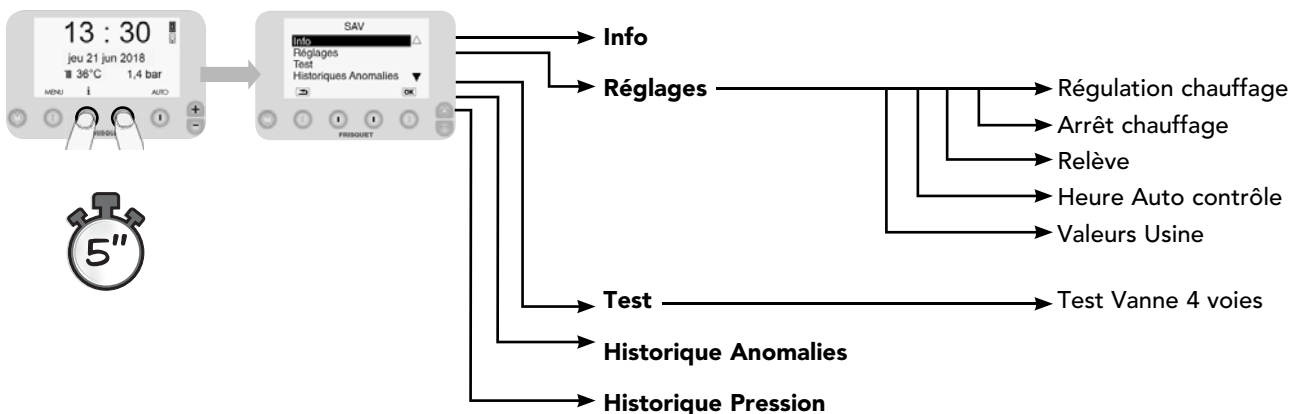 13 : 30
jeu 21 jun 2018
36°C 1,4 bar
MENU i AUTO
+
-
5"
SAV
Info
Réglages
Test
Historiques Anomalies
OK
FRISQUET
Info
Réglages
Régulation chauffage
Arrêt chauffage
Relève
Heure Auto contrôle
Valeurs Usine
Test
Test Vanne 4 voies
Historique Anomalies
Historique Pression